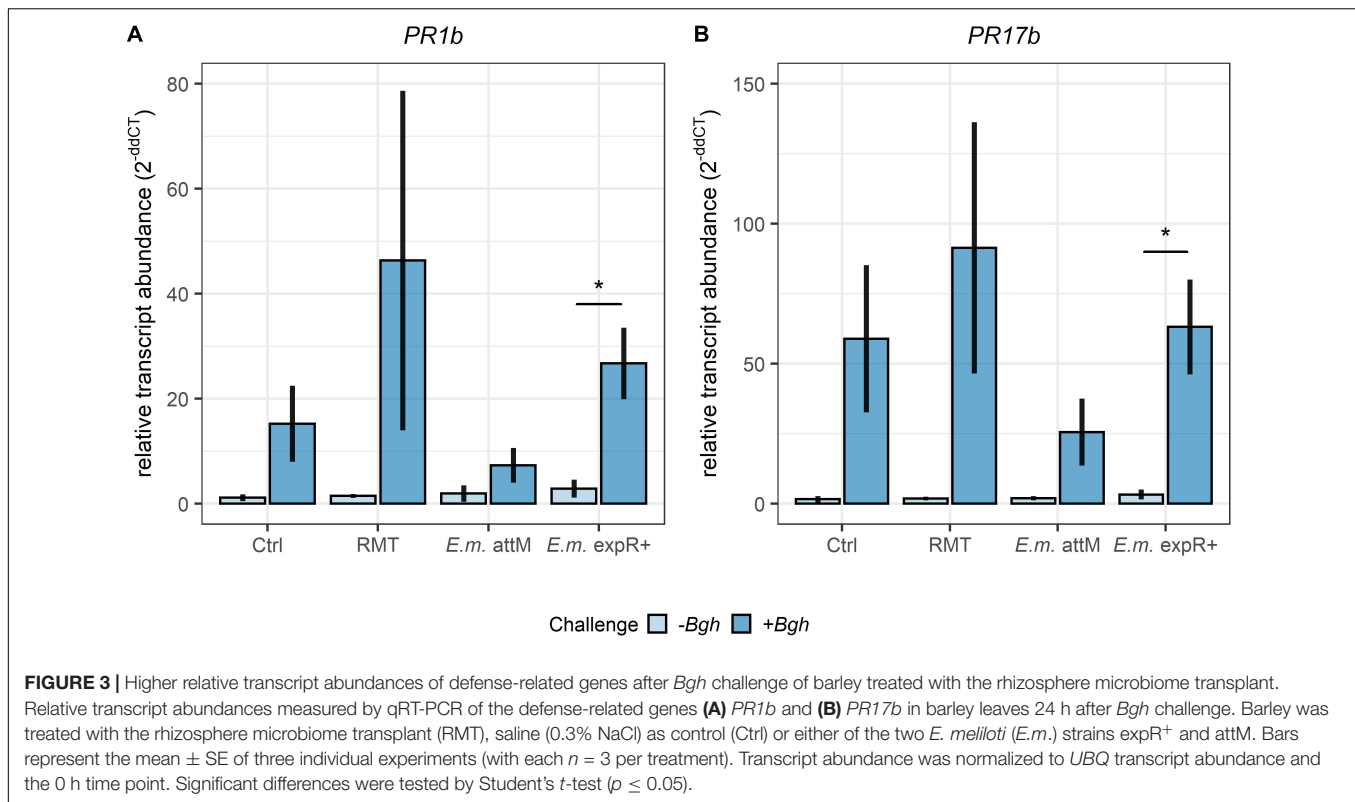 A
PR1b
relative transcript abundance (2-ddCT)
80
60
40
20
0
*
Ctrl
RMT
E.m. attM
E.m. expR+
B
PR17b
relative transcript abundance (2-ddCT)
150
100
50
0
*
Ctrl
RMT
E.m. attM
E.m. expR+
Challenge -Bgh +Bgh
FIGURE 3 | Higher relative transcript abundances of defense-related genes after Bgh challenge of barley treated with the rhizosphere microbiome transplant.
Relative transcript abundances measured by qRT-PCR of the defense-related genes (A) PR1b and (B) PR17b in barley leaves 24 h after Bgh challenge. Barley was
treated with the rhizosphere microbiome transplant (RMT), saline (0.3% NaCl) as control (Ctrl) or either of the two E. meliloti (E.m.) strains expR+ and attM. Bars
represent the mean ± SE of three individual experiments (with each n = 3 per treatment). Transcript abundance was normalized to UBQ transcript abundance and
the 0 h time point. Significant differences were tested by Student's t-test (p ≤ 0.05).